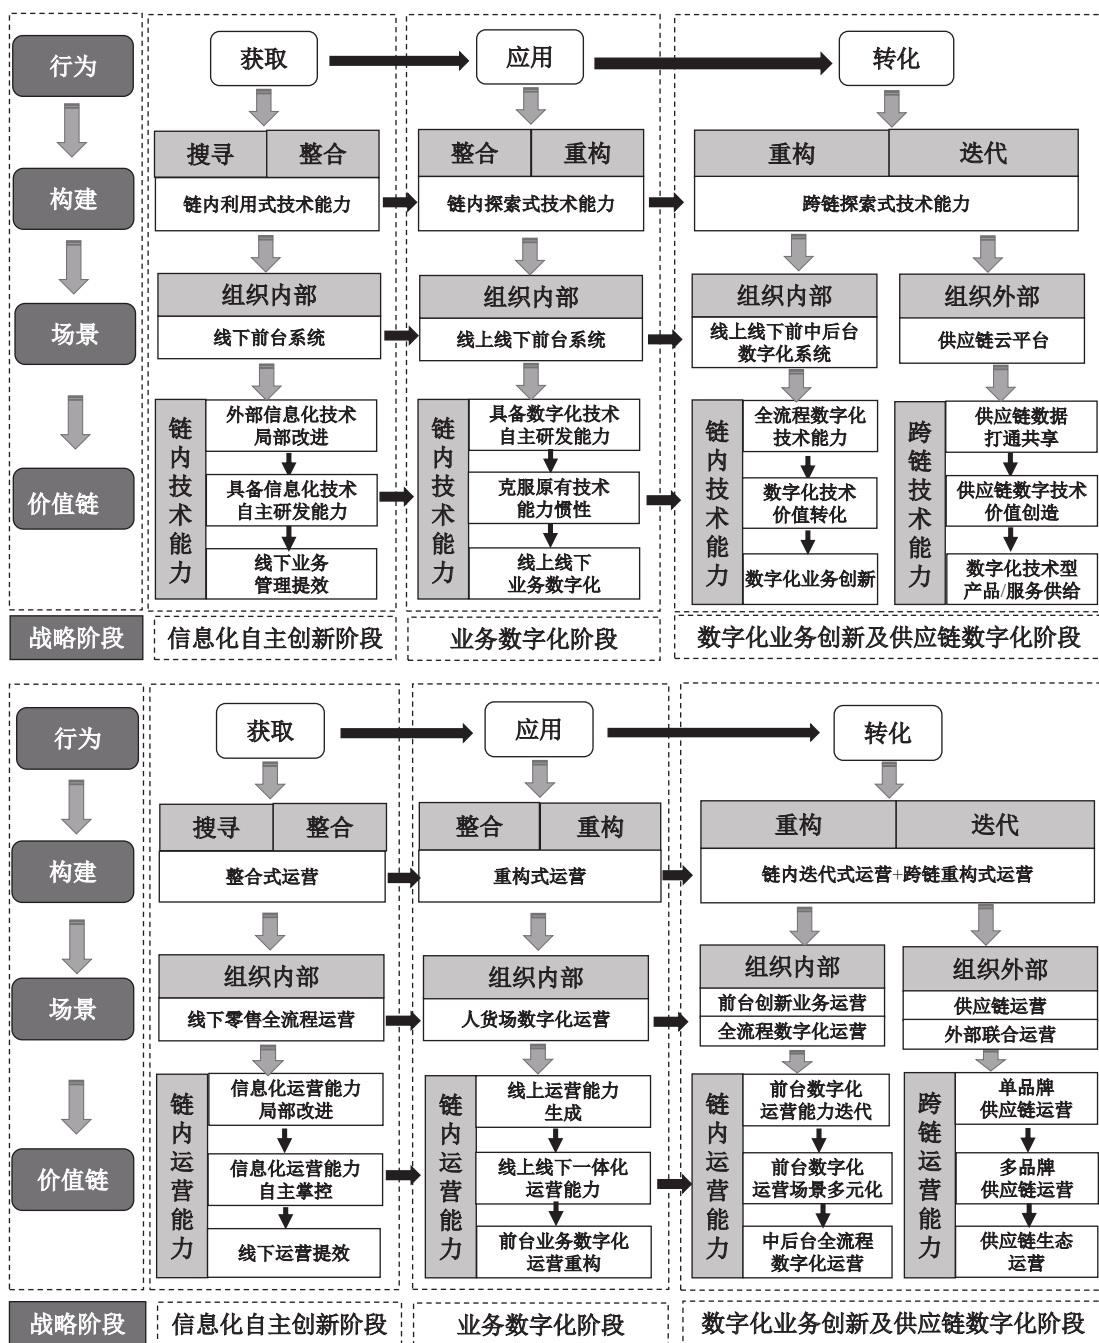 行为
获取
应用
转化
构建
搜寻
整合
链内利用式技术能力
整合
重构
链内探索式技术能力
重构
迭代
跨链探索式技术能力
场景
组织内部
线下前台系统
组织内部
线上线下前台系统
组织内部
线上线下前中后台
数字化系统
组织外部
供应链云平台
价值链
链内技术能力
外部信息化技术
局部改进
具备信息化技术
自主研发能力
线下业务
管理提效
链内技术能力
具备数字化技术
自主研发能力
克服原有技术
能力惯性
线上线下
业务数字化
链内技术能力
全流程数字化
技术能力
数字化技术
价值转化
数字化业务创新
跨链技术能力
供应链数据
打通共享
供应链数字技术
价值创造
数字化技术型
产品/服务供给
战略阶段
信息化自主创新阶段
业务数字化阶段
数字化业务创新及供应链数字化阶段
行为
获取
应用
转化
构建
搜寻
整合
整合式运营
整合
重构
重构式运营
重构
迭代
链内迭代式运营+跨链重构式运营
场景
组织内部
线下零售全流程运营
组织内部
人货场数字化运营
组织内部
前台创新业务运营
全流程数字化运营
组织外部
供应链运营
外部联合运营
价值链
链内运营能力
信息化运营能力
局部改进
信息化运营能力
自主掌控
线下运营提效
链内运营能力
线上运营能力
生成
线上线下一体化
运营能力
前台业务数字化
运营重构
链内运营能力
前台数字化
运营能力迭代
前台数字化
运营场景多元化
中后台全流程
数字化运营
跨链运营能力
单品牌
供应链运营
多品牌
供应链运营
供应链生态
运营
战略阶段
信息化自主创新阶段
业务数字化阶段
数字化业务创新及供应链数字化阶段